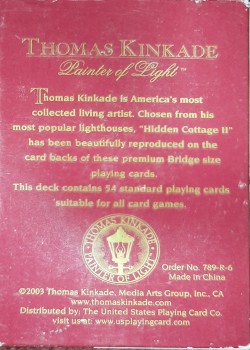 THOMAS KINKADE
Painter of Light™
Thomas Kinkade is America's most
collected living artist. Chosen from his
most popular lighthouses, "Hidden Cottage II"
has been beautifully reproduced on the
card backs of these premium Bridge size
playing cards.
This deck contains 54 standard playing cards
suitable for all card games.
THOMAS KINKADE
PAINTER OF LIGHT
Order No. 789-R-6
Made in China
©2003 Thomas Kinkade, Media Arts Group, Inc., CA
www.thomaskinkade.com
Distributed by: The United States Playing Card Co.
visit us at: www.usplayingcard.com